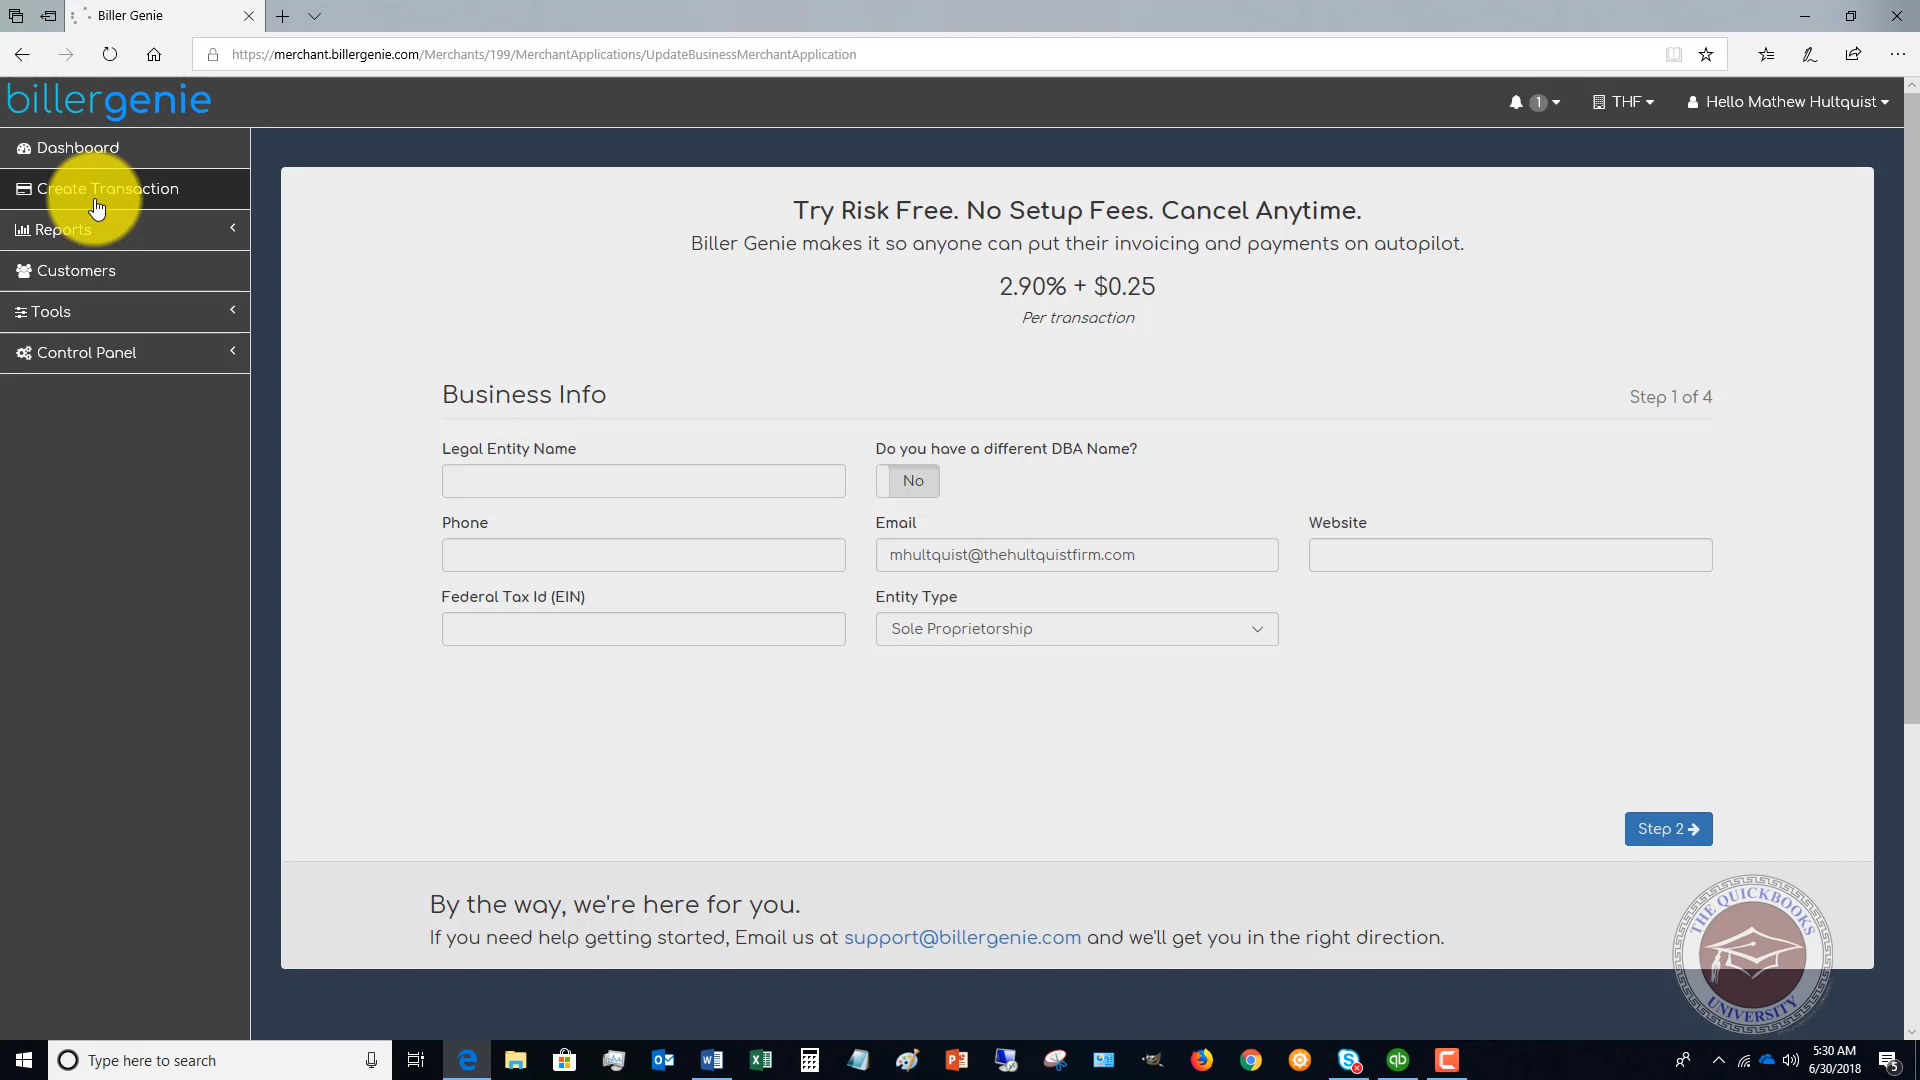 Biller Genie
https://merchant.billergenie.com/Merchants/199/MerchantApplications/UpdateBusinessMerchantApplication
billergenie
1
THF
Hello Mathew Hultquist
Dashboard
Create Transaction
Reports
Customers
Tools
Control Panel
Try Risk Free. No Setup Fees. Cancel Anytime.
Biller Genie makes it so anyone can put their invoicing and payments on autopilot.
2.90% + $0.25
Per transaction
Business Info
Step 1 of 4
Legal Entity Name
Do you have a different DBA Name?
No
Phone
Email
Website
mhultquist@thehultquistfirm.com
Federal Tax Id (EIN)
Entity Type
Sole Proprietorship
Step 2
By the way, we're here for you.
If you need help getting started, Email us at support@billergenie.com and we'll get you in the right direction.
THE QUICKBOOKS
UNIVERSITY
Type here to search
5:30 AM
6/30/2018
5